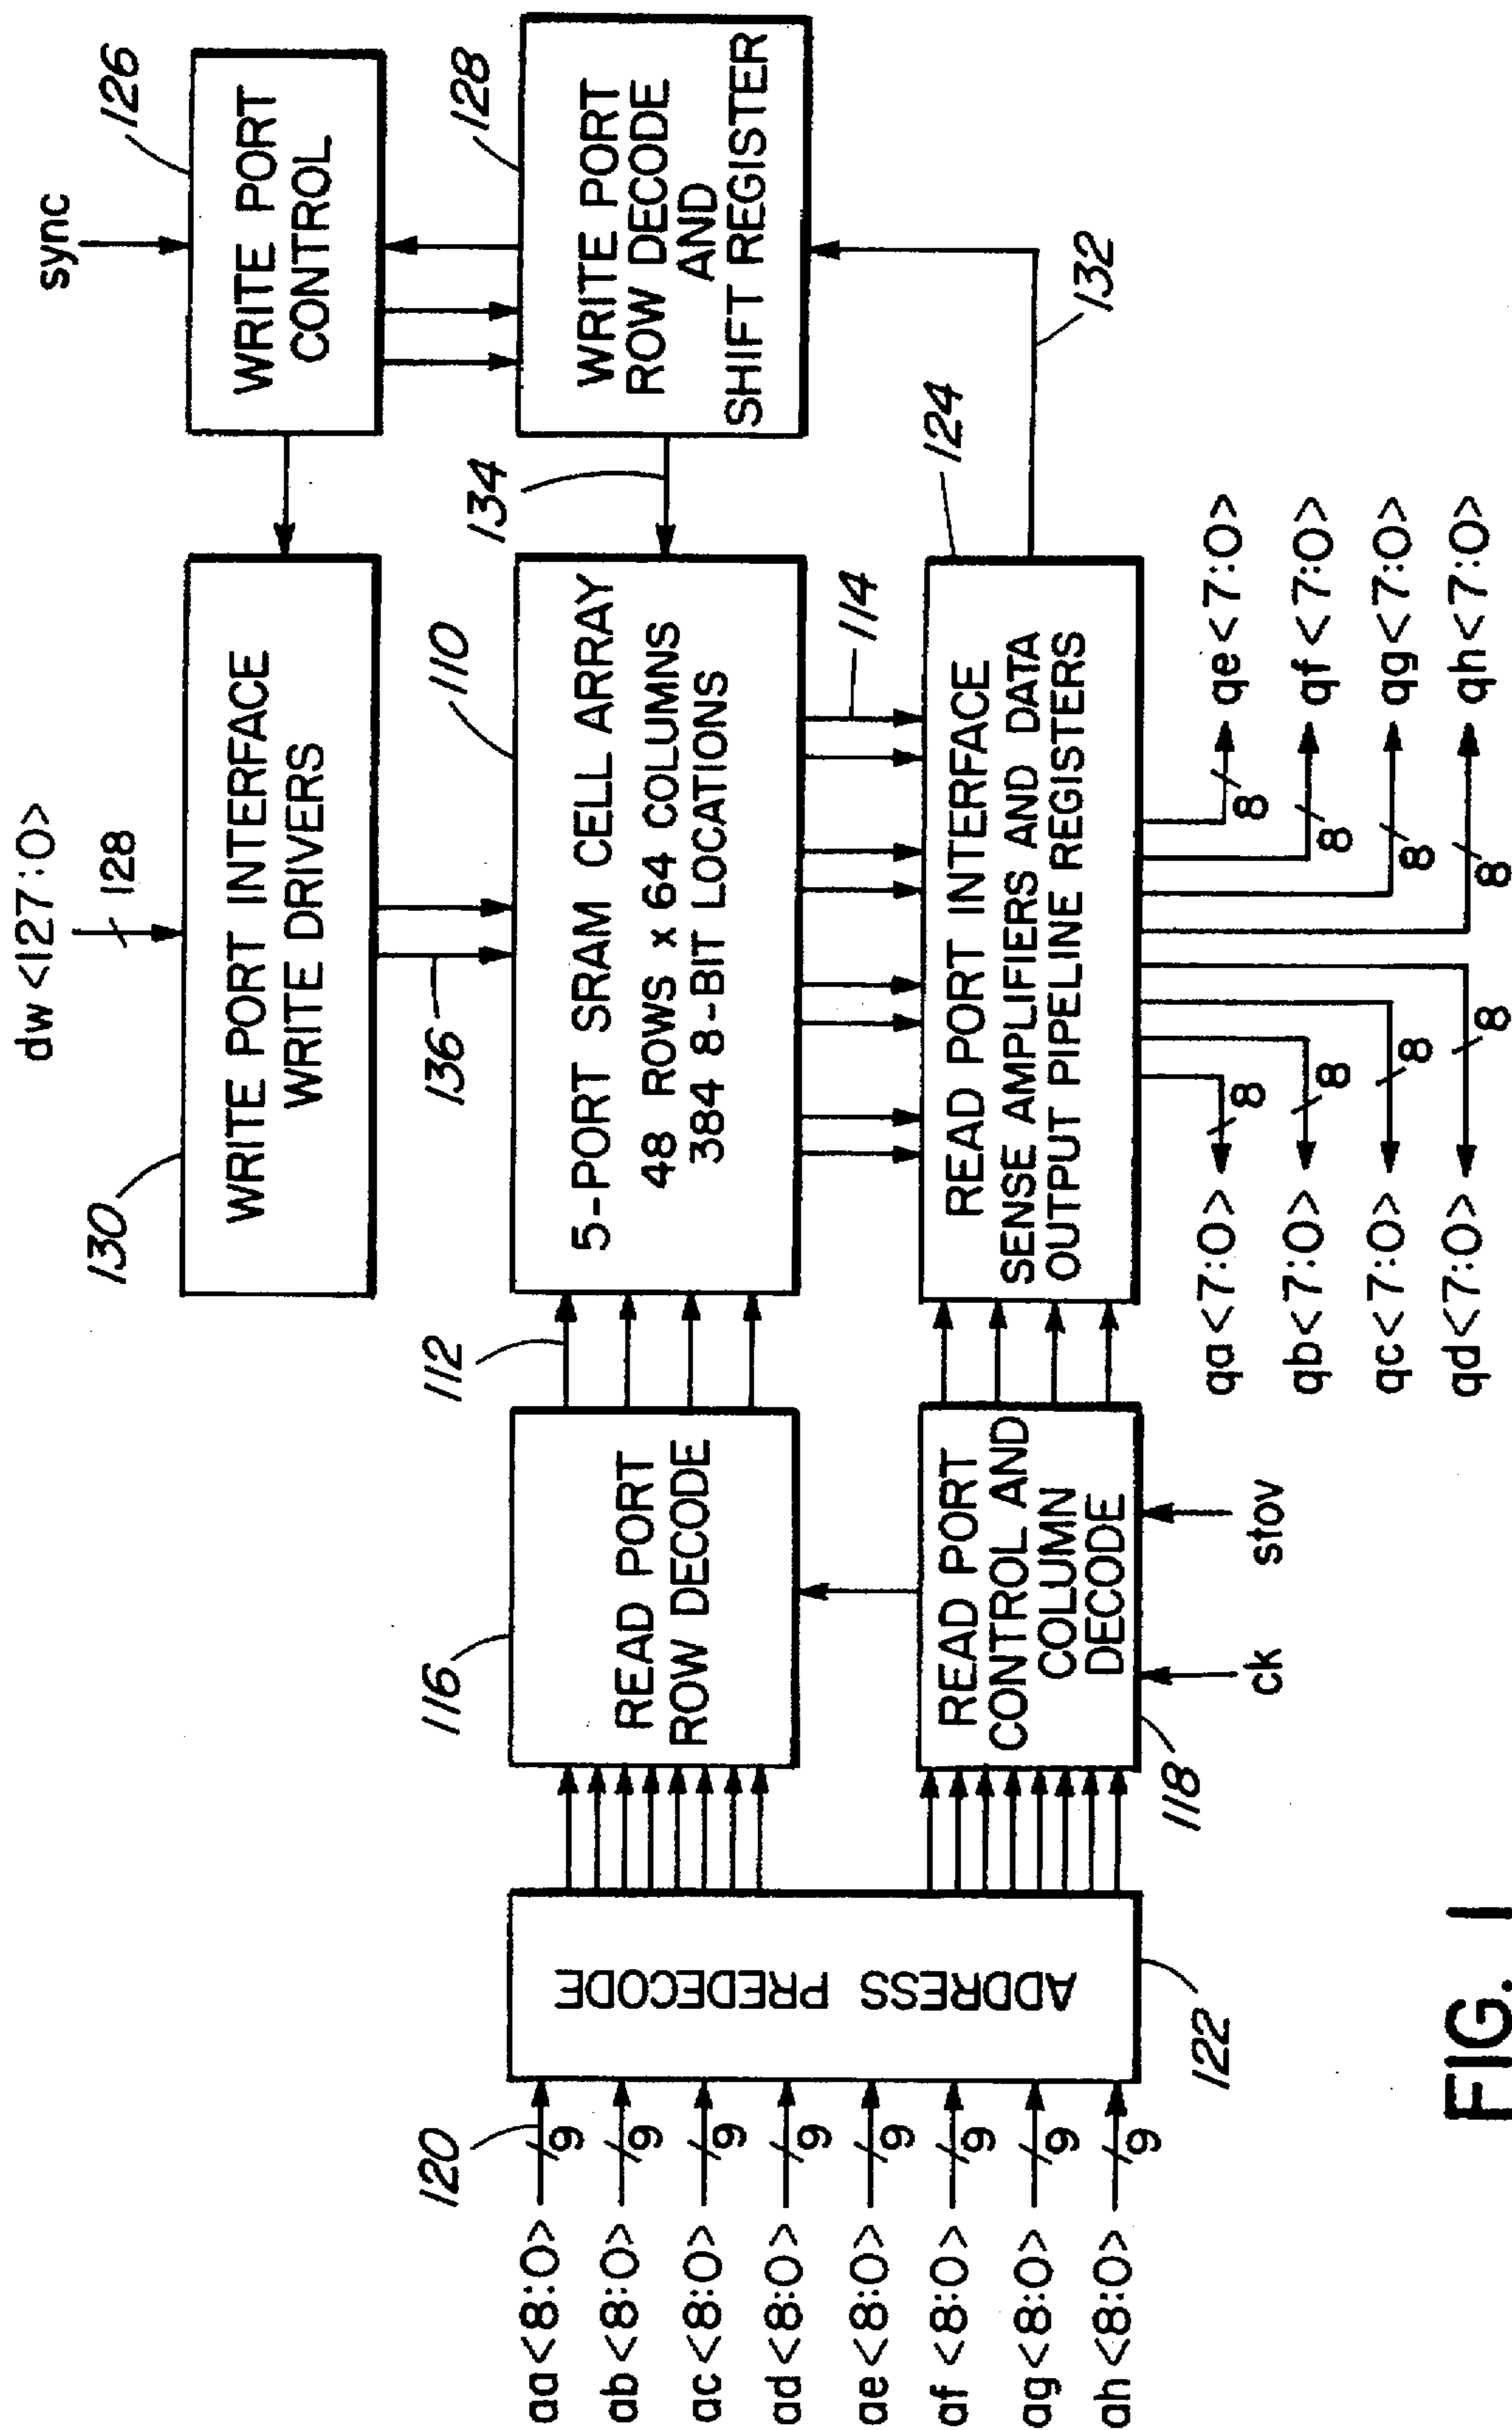 dw <127:0>
128
sync
126
130
WRITE PORT INTERFACE
WRITE DRIVERS
WRITE PORT
CONTROL
136
110
134
128
112
116
READ PORT
ROW DECODE
5-PORT SRAM CELL ARRAY
48 ROWS x 64 COLUMNS
384 8-BIT LOCATIONS
WRITE PORT
ROW DECODE
AND
SHIFT REGISTER
120
aa <8:0>
9
ab <8:0>
9
ac <8:0>
9
ad <8:0>
9
ae <8:0>
9
af <8:0>
9
ag <8:0>
9
ah <8:0>
9
ADDRESS PREDECODE
122
114
124
132
READ PORT
CONTROL AND
COLUMN
DECODE
118
ck
stov
READ PORT INTERFACE
SENSE AMPLIFIERS AND DATA
OUTPUT PIPELINE REGISTERS
qa <7:0>
8
8
qe <7:0>
qb <7:0>
8
8
qf <7:0>
qc <7:0>
8
8
qg <7:0>
qd <7:0>
8
8
qh <7:0>
FIG. 1